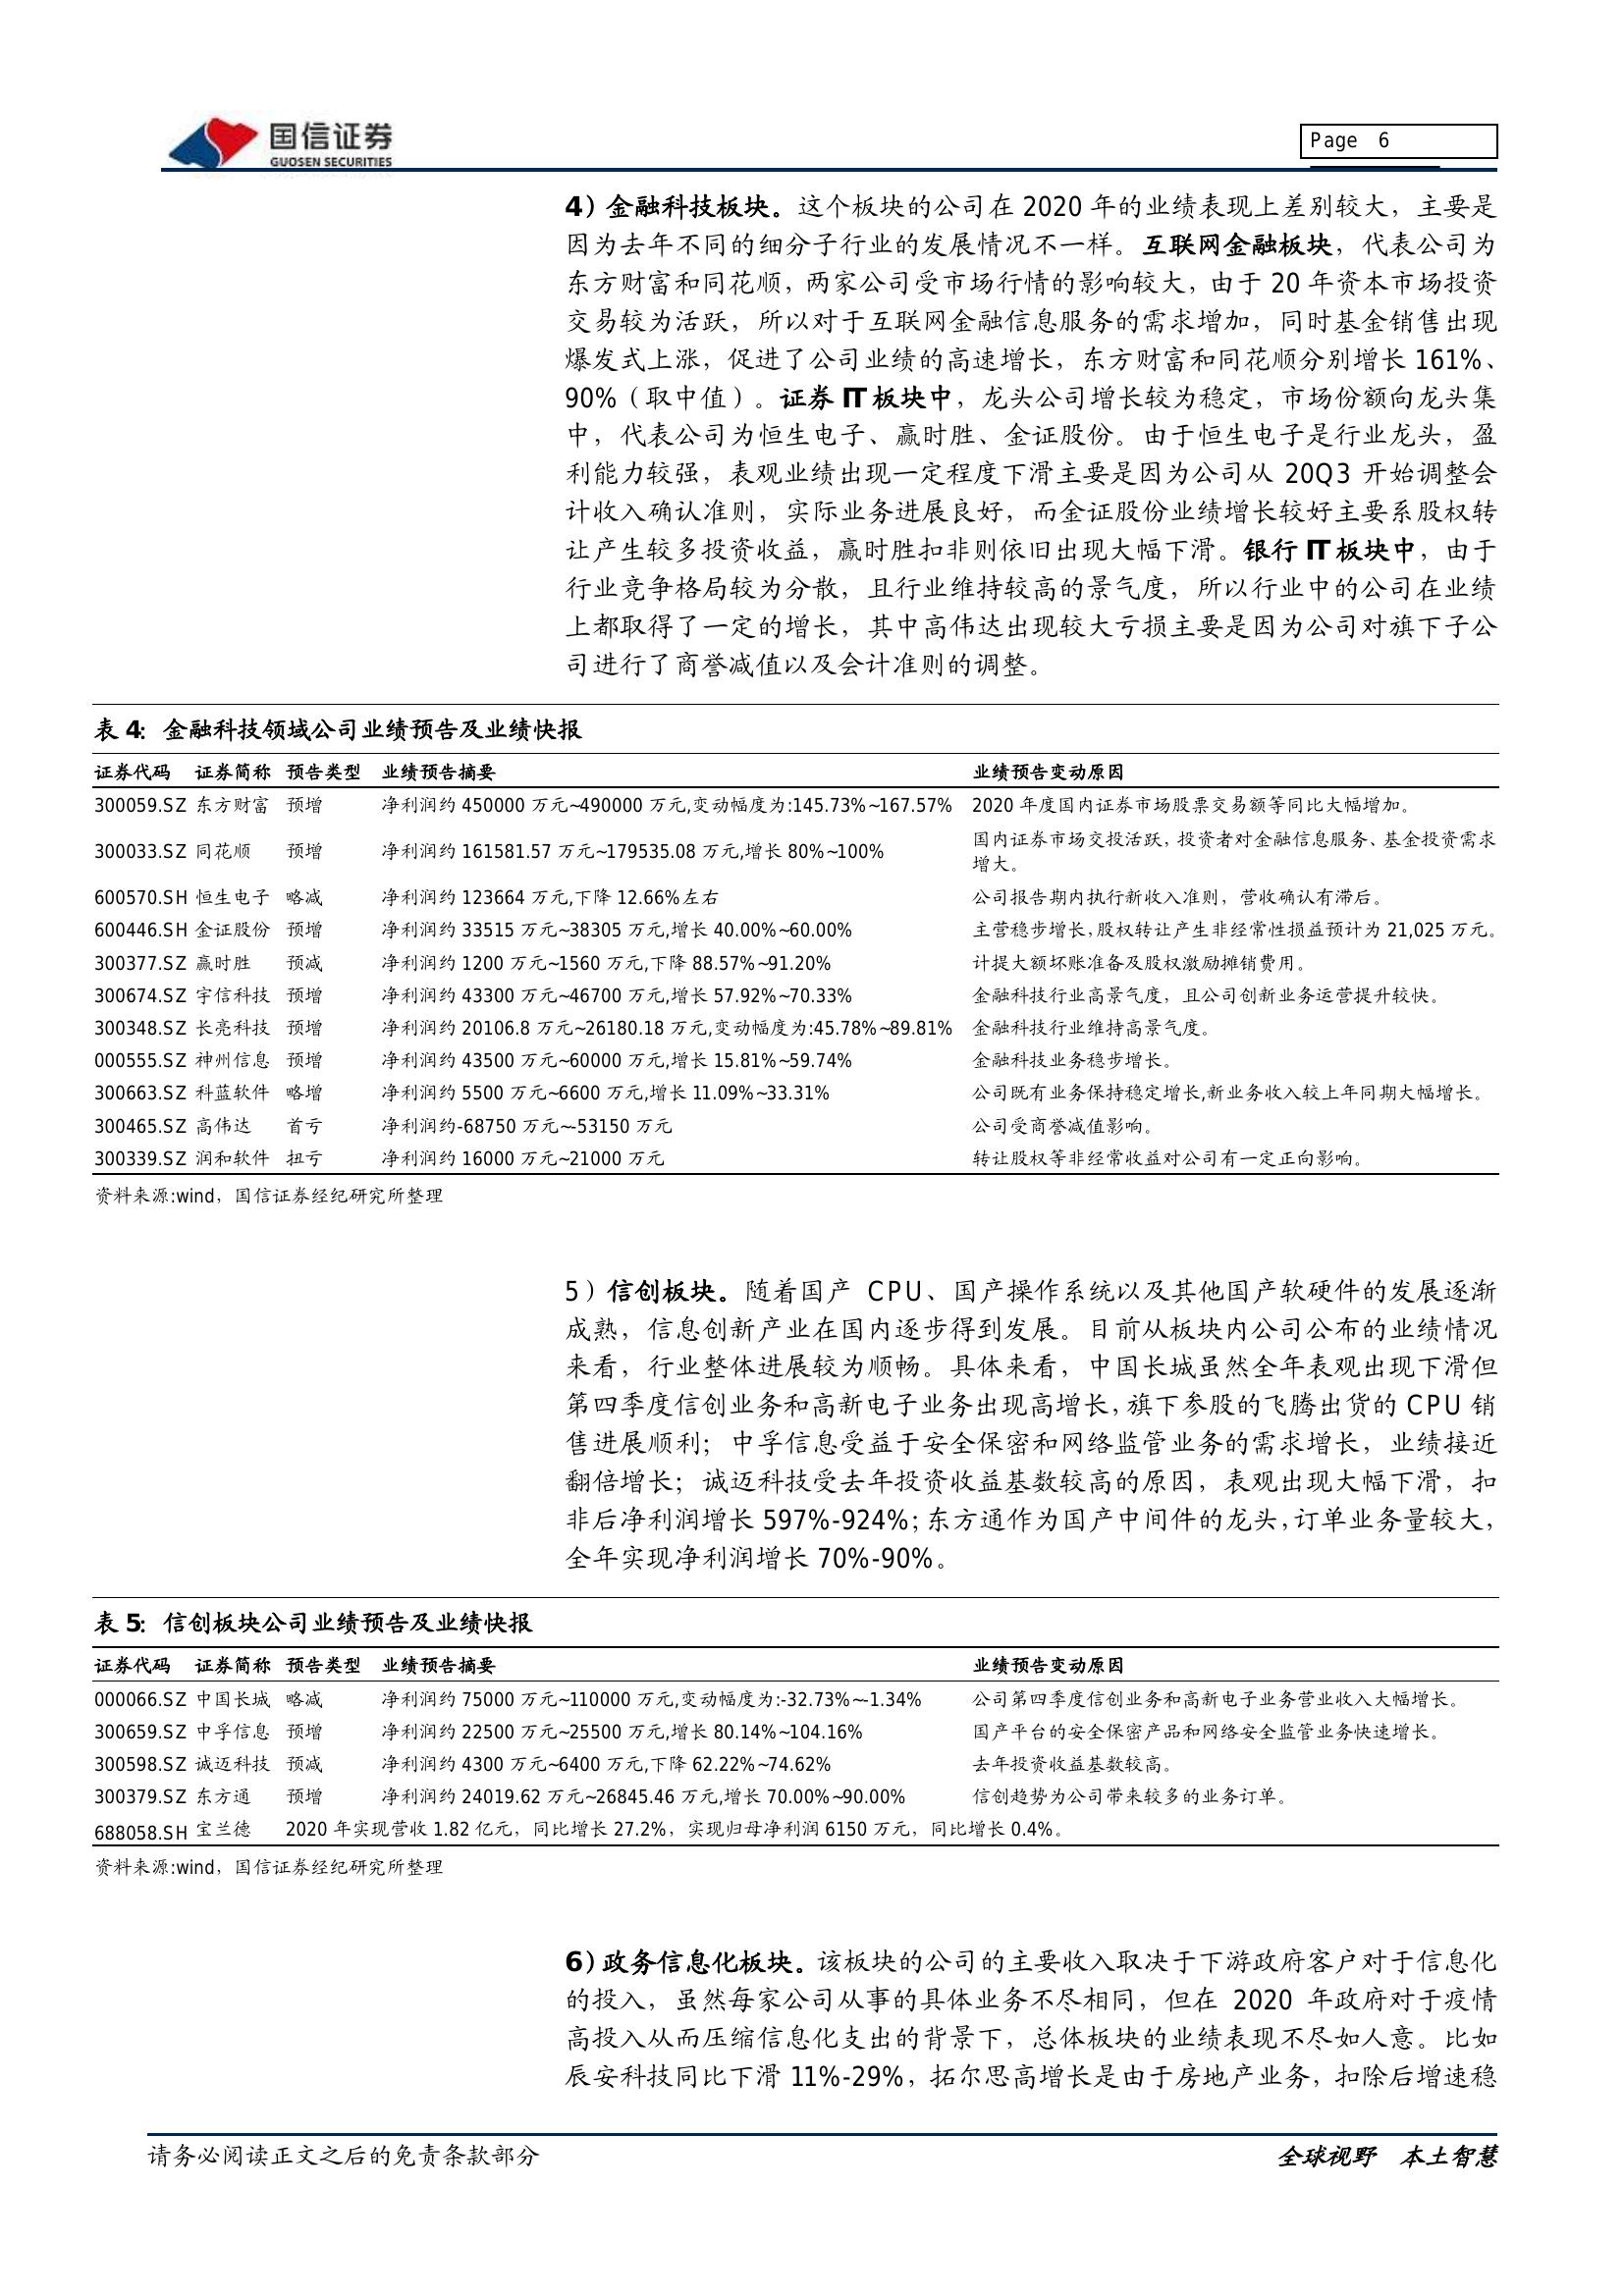 国信证券
GUOSEN SECURITIES
Page 6
4）金融科技板块。这个板块的公司在 2020 年的业绩表现上差别较大，主要是
因为去年不同的细分子行业的发展情况不一样。互联网金融板块，代表公司为
东方财富和同花顺，两家公司受市场行情的影响较大，由于 20 年资本市场投资
交易较为活跃，所以对于互联网金融信息服务的需求增加，同时基金销售出现
爆发式上涨，促进了公司业绩的高速增长，东方财富和同花顺分别增长 161%、
90%（取中值）。证券 IT 板块中，龙头公司增长较为稳定，市场份额向龙头集
中，代表公司为恒生电子、赢时胜、金证股份。由于恒生电子是行业龙头，盈
利能力较强，表观业绩出现一定程度下滑主要是因为公司从 20Q3 开始调整会
计收入确认准则，实际业务进展良好，而金证股份业绩增长较好主要系股权转
让产生较多投资收益，赢时胜扣非则依旧出现大幅下滑。银行 IT 板块中，由于
行业竞争格局较为分散，且行业维持较高的景气度，所以行业中的公司在业绩
上都取得了一定的增长，其中高伟达出现较大亏损主要是因为公司对旗下子公
司进行了商誉减值以及会计准则的调整。
表 4：金融科技领域公司业绩预告及业绩快报
证券代码 证券简称 预告类型 业绩预告摘要 业绩预告变动原因
300059.SZ 东方财富 预增 净利润约 450000 万元~490000 万元,变动幅度为:145.73%~167.57% 2020 年度国内证券市场股票交易额等同比大幅增加。
300033.SZ 同花顺 预增 净利润约 161581.57 万元~179535.08 万元,增长 80%~100% 国内证券市场交投活跃，投资者对金融信息服务、基金投资需求
增大。
600570.SH 恒生电子 略减 净利润约 123664 万元,下降 12.66%左右 公司报告期内执行新收入准则，营收确认有滞后。
600446.SH 金证股份 预增 净利润约 33515 万元~38305 万元,增长 40.00%~60.00% 主营稳步增长，股权转让产生非经常性损益预计为 21,025 万元。
300377.SZ 赢时胜 预减 净利润约 1200 万元~1560 万元,下降 88.57%~91.20% 计提大额坏账准备及股权激励摊销费用。
300674.SZ 宇信科技 预增 净利润约 43300 万元~46700 万元,增长 57.92%~70.33% 金融科技行业高景气度，且公司创新业务运营提升较快。
300348.SZ 长亮科技 预增 净利润约 20106.8 万元~26180.18 万元,变动幅度为:45.78%~89.81% 金融科技行业维持高景气度。
000555.SZ 神州信息 预增 净利润约 43500 万元~60000 万元,增长 15.81%~59.74% 金融科技业务稳步增长。
300663.SZ 科蓝软件 略增 净利润约 5500 万元~6600 万元,增长 11.09%~33.31% 公司既有业务保持稳定增长,新业务收入较上年同期大幅增长。
300465.SZ 高伟达 首亏 净利润约-68750 万元~-53150 万元 公司受商誉减值影响。
300339.SZ 润和软件 扭亏 净利润约 16000 万元~21000 万元 转让股权等非经常收益对公司有一定正向影响。
资料来源:wind，国信证券经纪研究所整理
5）信创板块。随着国产 CPU、国产操作系统以及其他国产软硬件的发展逐渐
成熟，信息创新产业在国内逐步得到发展。目前从板块内公司公布的业绩情况
来看，行业整体进展较为顺畅。具体来看，中国长城虽然全年表观出现下滑但
第四季度信创业务和高新电子业务出现高增长，旗下参股的飞腾出货的 CPU 销
售进展顺利；中孚信息受益于安全保密和网络监管业务的需求增长，业绩接近
翻倍增长；诚迈科技受去年投资收益基数较高的原因，表观出现大幅下滑，扣
非后净利润增长 597%-924%；东方通作为国产中间件的龙头，订单业务量较大，
全年实现净利润增长 70%-90%。
表 5：信创板块公司业绩预告及业绩快报
证券代码 证券简称 预告类型 业绩预告摘要 业绩预告变动原因
000066.SZ 中国长城 略减 净利润约 75000 万元~110000 万元,变动幅度为:-32.73%~-1.34% 公司第四季度信创业务和高新电子业务营业收入大幅增长。
300659.SZ 中孚信息 预增 净利润约 22500 万元~25500 万元,增长 80.14%~104.16% 国产平台的安全保密产品和网络安全监管业务快速增长。
300598.SZ 诚迈科技 预减 净利润约 4300 万元~6400 万元,下降 62.22%~74.62% 去年投资收益基数较高。
300379.SZ 东方通 预增 净利润约 24019.62 万元~26845.46 万元,增长 70.00%~90.00% 信创趋势为公司带来较多的业务订单。
688058.SH 宝兰德 2020 年实现营收 1.82 亿元，同比增长 27.2%，实现归母净利润 6150 万元，同比增长 0.4%。
资料来源:wind，国信证券经纪研究所整理
6）政务信息化板块。该板块的公司的主要收入取决于下游政府客户对于信息化
的投入，虽然每家公司从事的具体业务不尽相同，但在 2020 年政府对于疫情
高投入从而压缩信息化支出的背景下，总体板块的业绩表现不尽如人意。比如
辰安科技同比下滑 11%-29%，拓尔思高增长是由于房地产业务，扣除后增速稳
请务必阅读正文之后的免责条款部分
全球视野 本土智慧